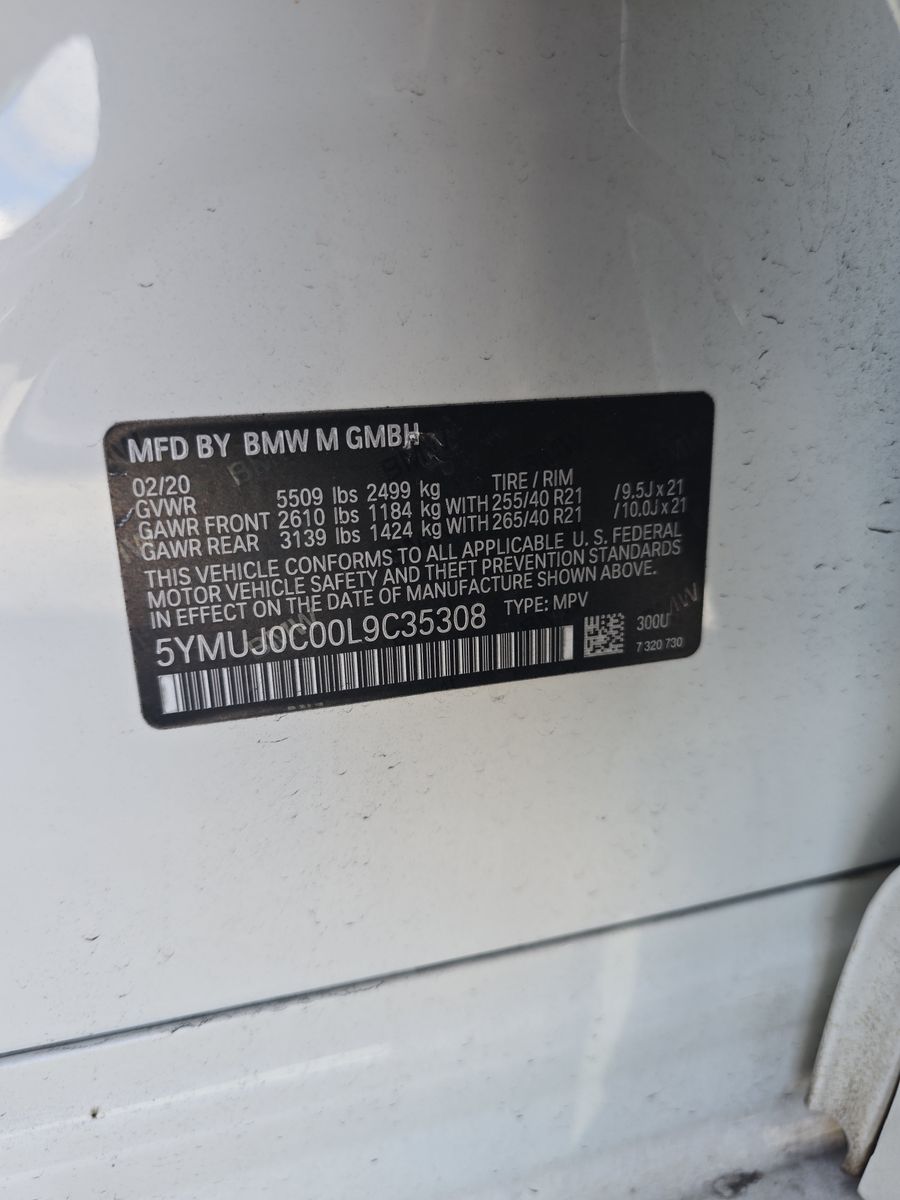 MFD BY BMW M GMBH
02/20 TIRE / RIM
GVWR 5509 lbs 2499 kg
GAWR FRONT 2610 lbs 1184 kg WITH 255/40 R21 /9.5J x 21
GAWR REAR 3139 lbs 1424 kg WITH 265/40 R21 /10.0J x 21
THIS VEHICLE CONFORMS TO ALL APPLICABLE U. S. FEDERAL
MOTOR VEHICLE SAFETY AND THEFT PREVENTION STANDARDS
IN EFFECT ON THE DATE OF MANUFACTURE SHOWN ABOVE.
5YMUJ0C00L9C35308 TYPE: MPV
300U
7 320 730